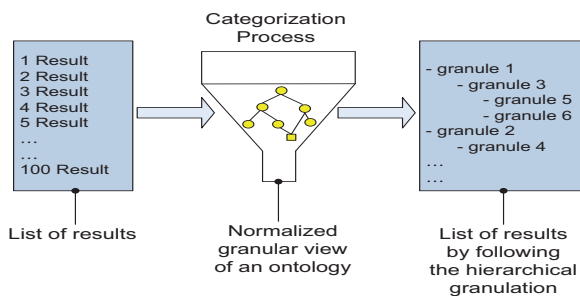 Categorization
Process
1 Result
2 Result
3 Result
4 Result
5 Result
...
...
100 Result
- granule 1
- granule 3
- granule 5
- granule 6
- granule 2
- granule 4
...
...
List of results
Normalized
granular view
of an ontology
List of results
by following
the hierarchical
granulation